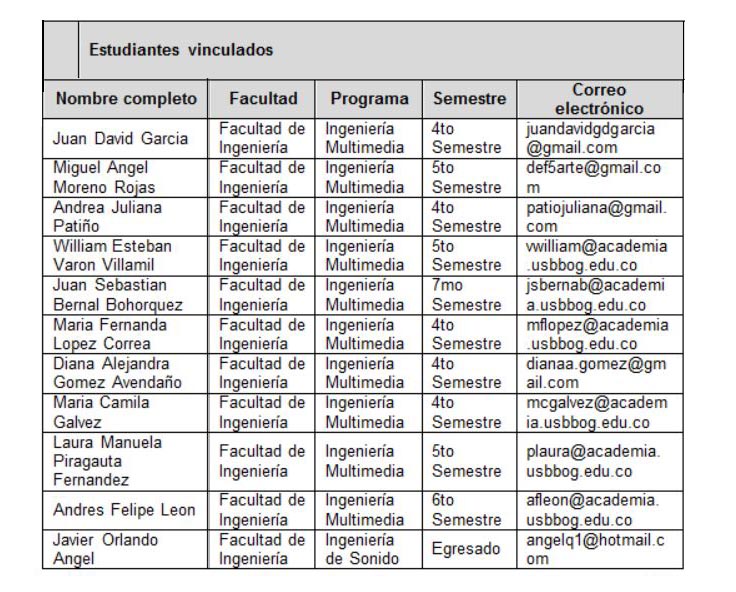 Estudiantes vinculados
Nombre completo Facultad Programa Semestre Correo electrónico
Juan David Garcia Facultad de Ingeniería Ingeniería Multimedia 4to Semestre juandavidgdgarcia@gmail.com
Miguel Angel Moreno Rojas Facultad de Ingeniería Ingeniería Multimedia 5to Semestre def5arte@gmail.com
Andrea Juliana Patiño Facultad de Ingeniería Ingeniería Multimedia 4to Semestre patiojuliana@gmail.com
William Esteban Varon Villamil Facultad de Ingeniería Ingeniería Multimedia 5to Semestre vwilliam@academia.usbbog.edu.co
Juan Sebastian Bernal Bohorquez Facultad de Ingeniería Ingeniería Multimedia 7mo Semestre jsbernab@academia.usbbog.edu.co
Maria Fernanda Lopez Correa Facultad de Ingeniería Ingeniería Multimedia 4to Semestre mflopez@academia.usbbog.edu.co
Diana Alejandra Gomez Avendaño Facultad de Ingeniería Ingeniería Multimedia 4to Semestre dianaa.gomez@gmail.com
Maria Camila Galvez Facultad de Ingeniería Ingeniería Multimedia 4to Semestre mcgalvez@academia.usbbog.edu.co
Laura Manuela Piragauta Fernandez Facultad de Ingeniería Ingeniería Multimedia 5to Semestre plaura@academia.usbbog.edu.co
Andres Felipe Leon Facultad de Ingeniería Ingeniería Multimedia 6to Semestre afleon@academia.usbbog.edu.co
Javier Orlando Angel Facultad de Ingeniería Ingeniería de Sonido Egresado angelq1@hotmail.com